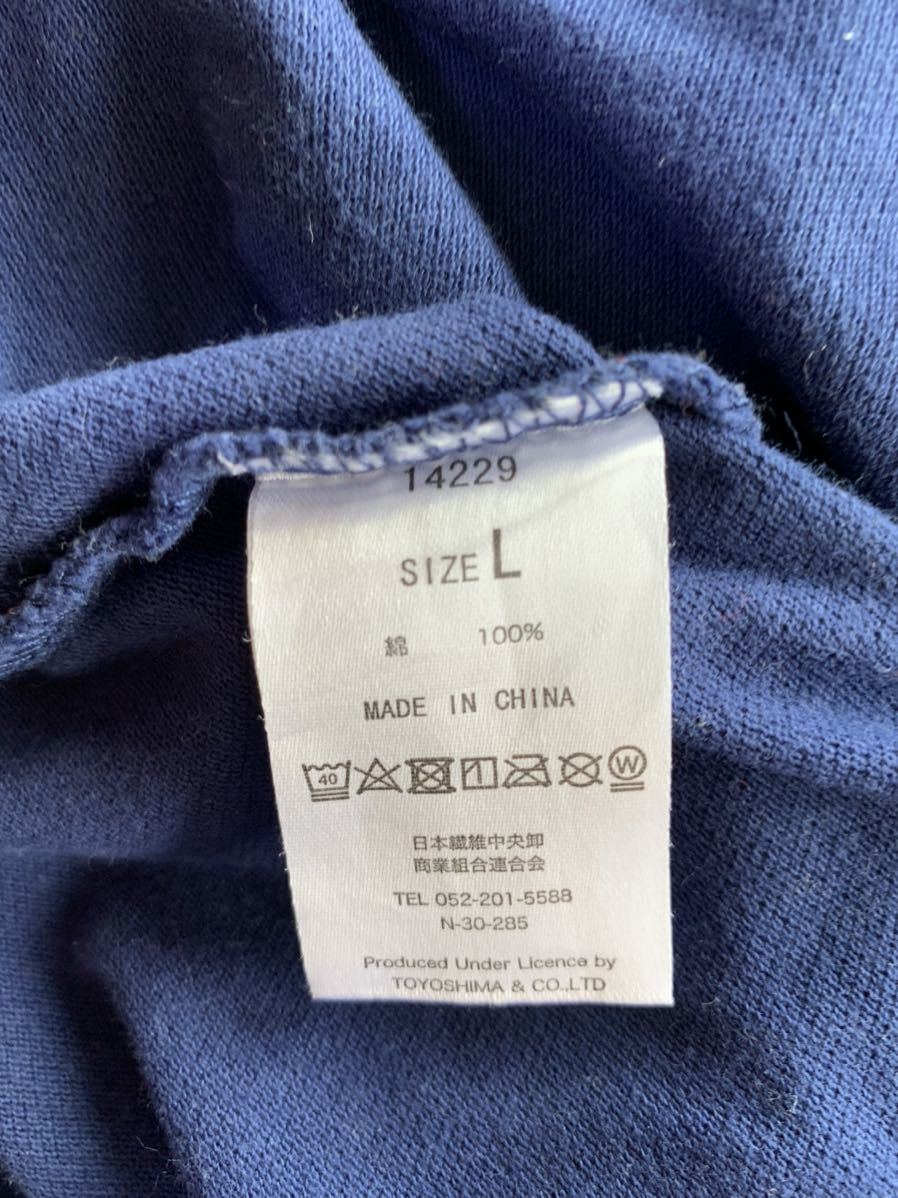 14229
SIZE L
綿 100%
MADE IN CHINA
40 W
日本繊維中央卸
商業組合連合会
TEL 052-201-5588
N-30-285
Produced Under Licence by
TOYOSHIMA & CO.,LTD